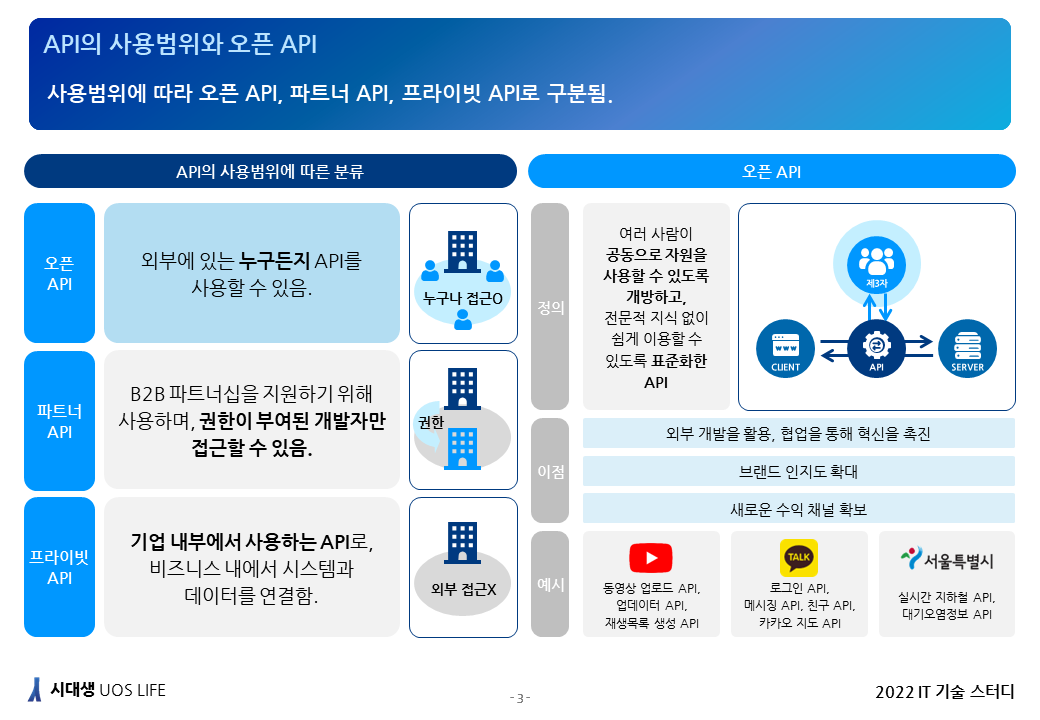 API의 사용범위와 오픈 API
사용범위에 따라 오픈 API, 파트너 API, 프라이빗 API로 구분됨.
API의 사용범위에 따른 분류
오픈
API
외부에 있는 누구든지 API를
사용할 수 있음.
누구나 접근O
파트너
API
B2B 파트너십을 지원하기 위해
사용하며, 권한이 부여된 개발자만
접근할 수 있음.
권한
프라이빗
API
기업 내부에서 사용하는 API로,
비즈니스 내에서 시스템과
데이터를 연결함.
외부 접근X
오픈 API
정의
여러 사람이
공동으로 자원을
사용할 수 있도록
개방하고,
전문적 지식 없이
쉽게 이용할 수
있도록 표준화한
API
제3자
WWW
CLIENT
API
SERVER
이점
외부 개발을 활용, 협업을 통해 혁신을 촉진
브랜드 인지도 확대
새로운 수익 채널 확보
예시
동영상 업로드 API,
업데이터 API,
재생목록 생성 API
TALK
로그인 API,
메시징 API, 친구 API,
카카오 지도 API
서울특별시
실시간 지하철 API,
대기오염정보 API
시대생 UOS LIFE
- 3 -
2022 IT 기술 스터디